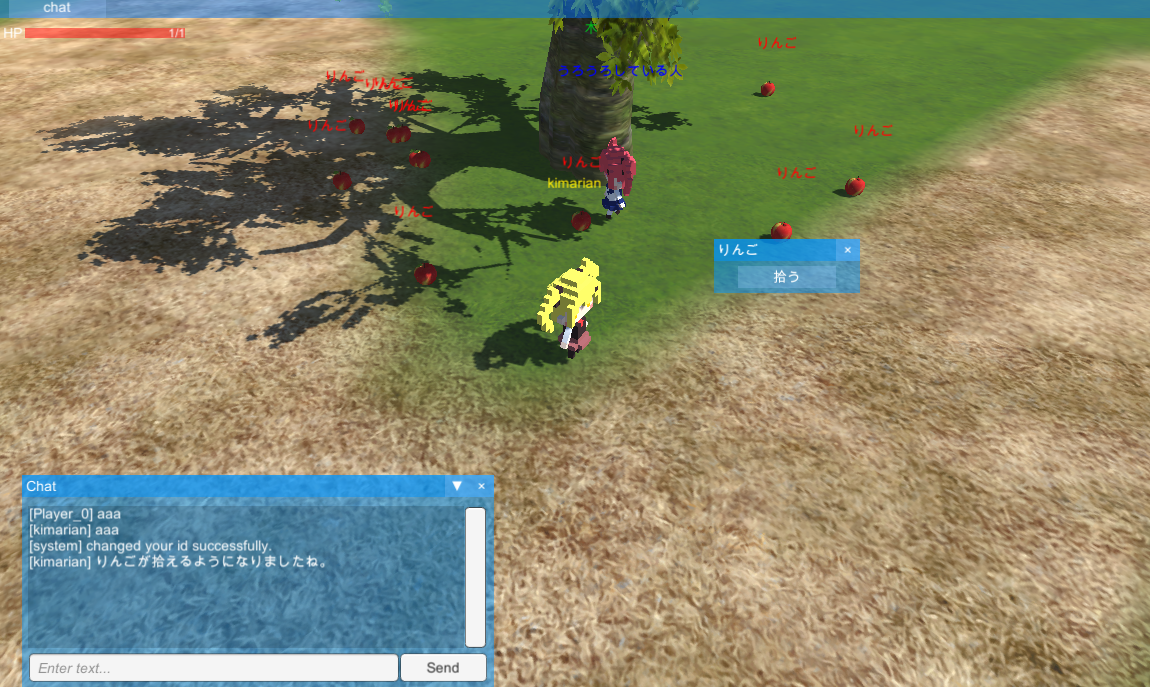 chat
HP 1/1
りんご
うろうろしている人
りんご
りんご
りんご
りんご
りんご
りんご
りんご
kimarian
りんご
りんご ×
拾う
Chat ▼ ×
[Player_0] aaa
[kimarian] aaa
[system] changed your id successfully.
[kimarian] りんごが拾えるようになりましたね。
Enter text...
Send